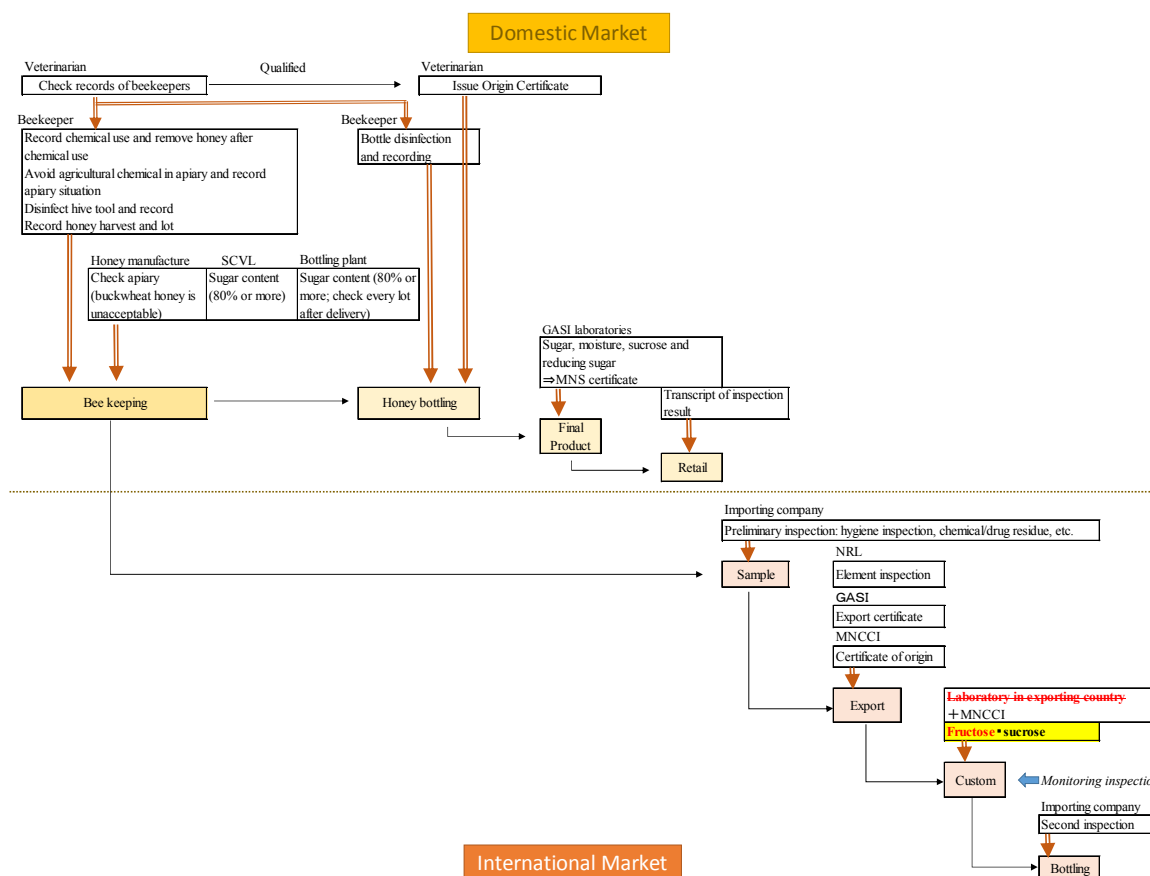 Domestic Market
Veterinarian
Qualified
Veterinarian
Check records of beekeepers
Issue Origin Certificate
Beekeeper
Beekeeper
Record chemical use and remove honey after
chemical use
Avoid agricultural chemical in apiary and record
apiary situation
Disinfect hive tool and record
Record honey harvest and lot
Bottle disinfection
and recording
Honey manufacture
SCVL
Bottling plant
Check apiary
(buckwheat honey is
unacceptable)
Sugar content
(80% or more)
Sugar content (80% or
more; check every lot
after delivery)
GASI laboratories
Sugar, moisture, sucrose and
reducing sugar
⇒MNS certificate
Transcript of inspection
result
Bee keeping
Honey bottling
Final
Product
Retail
Importing company
Preliminary inspection: hygiene inspection, chemical/drug residue, etc.
NRL
Sample
Element inspection
GASI
Export certificate
MNCCI
Certificate of origin
Export
Laboratory in exporting country
＋MNCCI
Fructose▪sucrose
Custom
Monitoring inspection
Importing company
Second inspection
International Market
Bottling